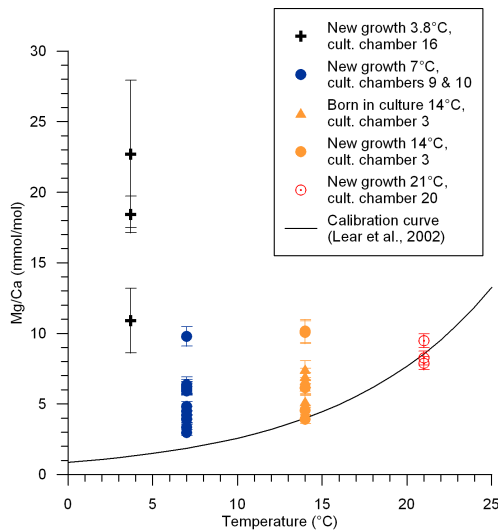 30
25
20
15
10
5
0
Mg/Ca (mmol/mol)
New growth 3.8°C,
cult. chamber 16
New growth 7°C,
cult. chambers 9 & 10
Born in culture 14°C,
cult. chamber 3
New growth 14°C,
cult. chamber 3
New growth 21°C,
cult. chamber 20
Calibration curve
(Lear et al., 2002)
0 5 10 15 20 25
Temperature (°C)